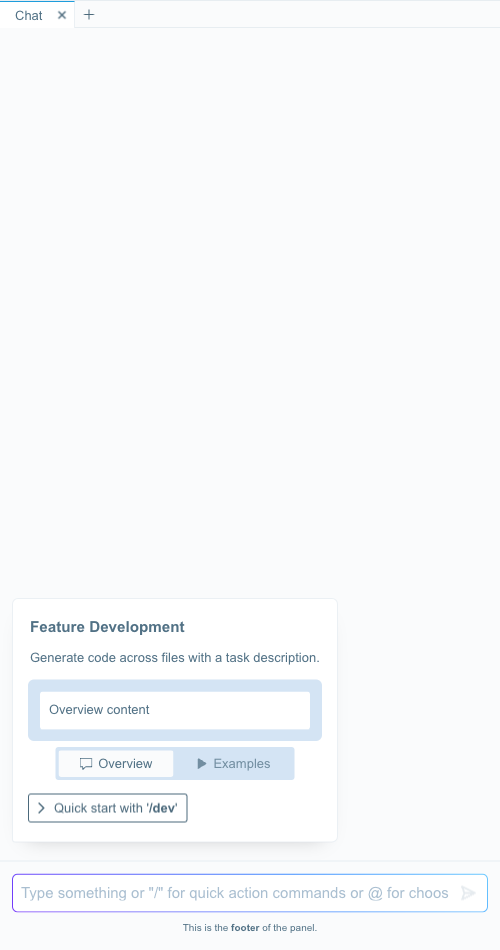 Chat
Feature Development
Generate code across files with a task description.
Overview content
Overview
Examples
Quick start with '/dev'
Type something or "/" for quick action commands or @ for choos
This is the footer of the panel.